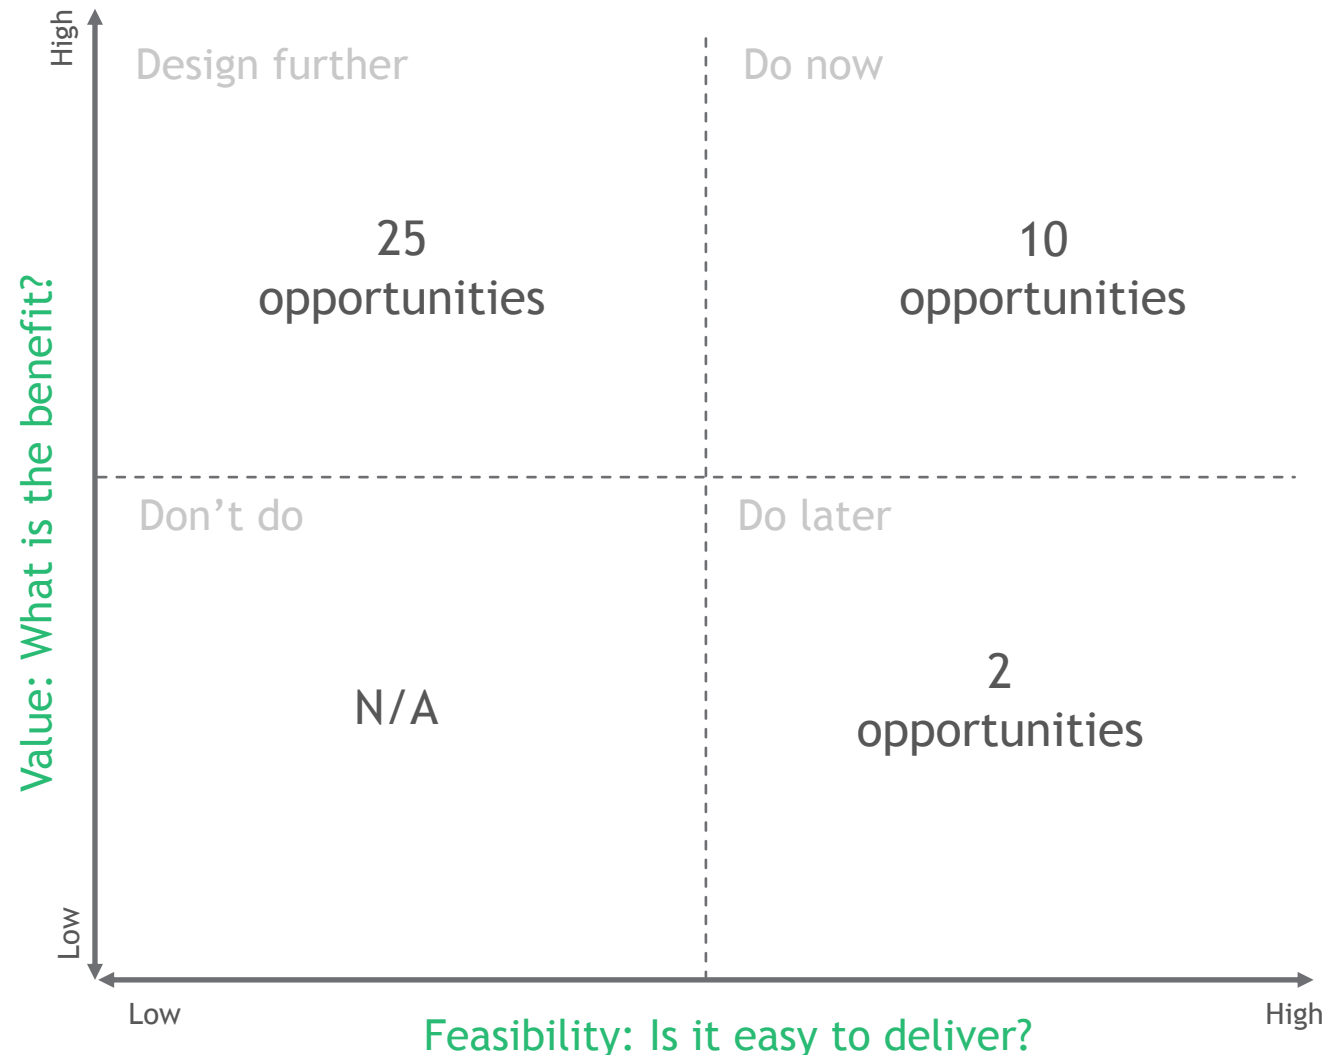 High
Design further
Do now
25
opportunities
10
opportunities
Value: What is the benefit?
Don’t do
Do later
N/A
2
opportunities
Low
Low
High
Feasibility: Is it easy to deliver?